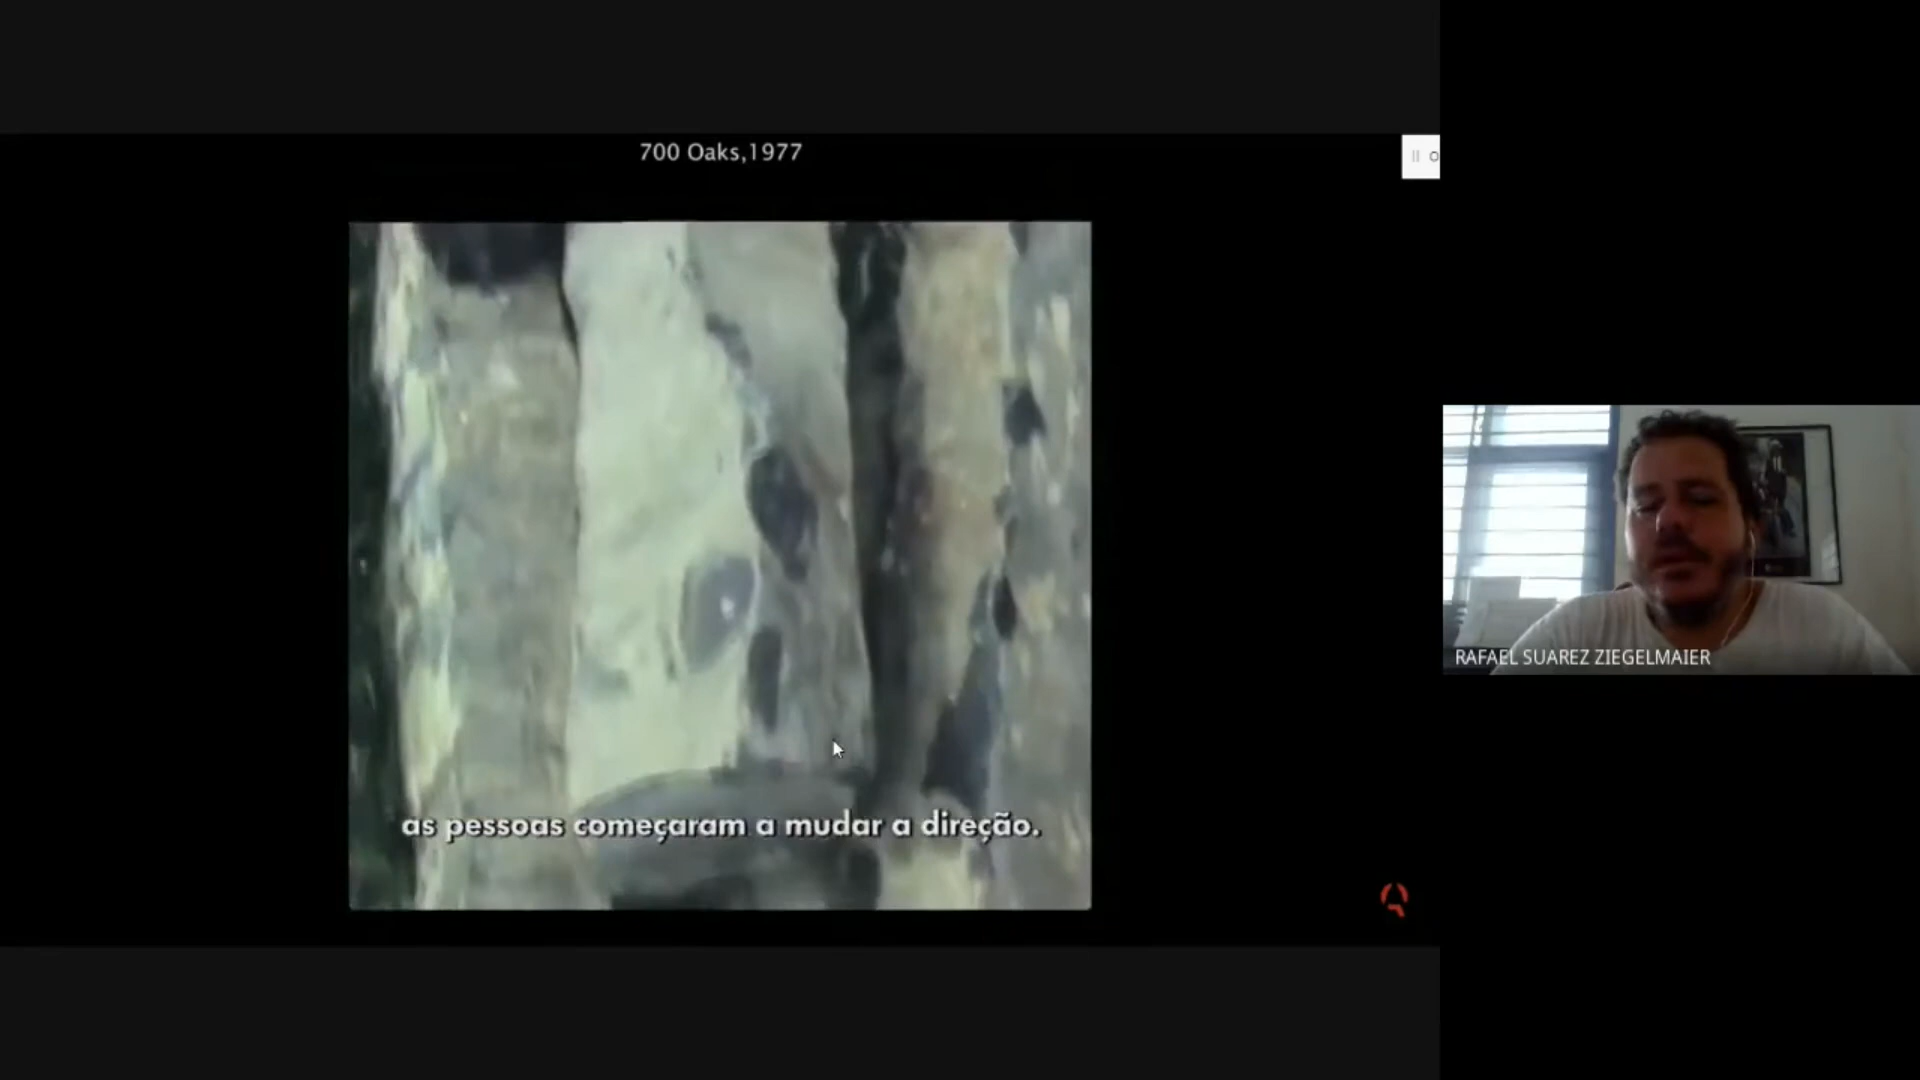 700 Oaks,1977
as pessoas começaram a mudar a direção.
RAFAEL SUAREZ ZIEGELMAIER